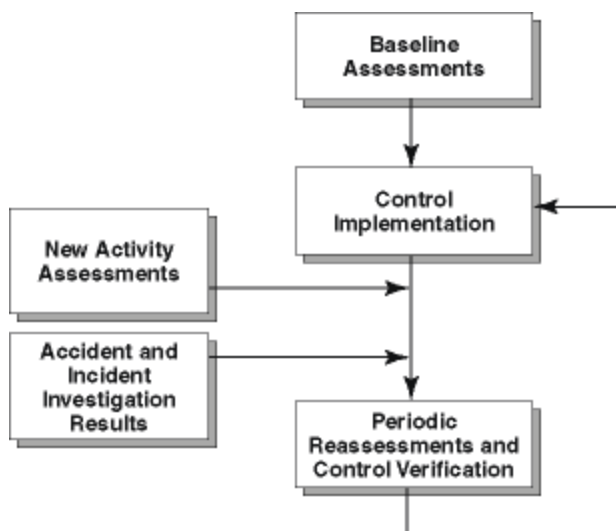 Baseline
Assessments
Control
Implementation
New Activity
Assessments
Accident and
Incident
Investigation
Results
Periodic
Reassessments and
Control Verification